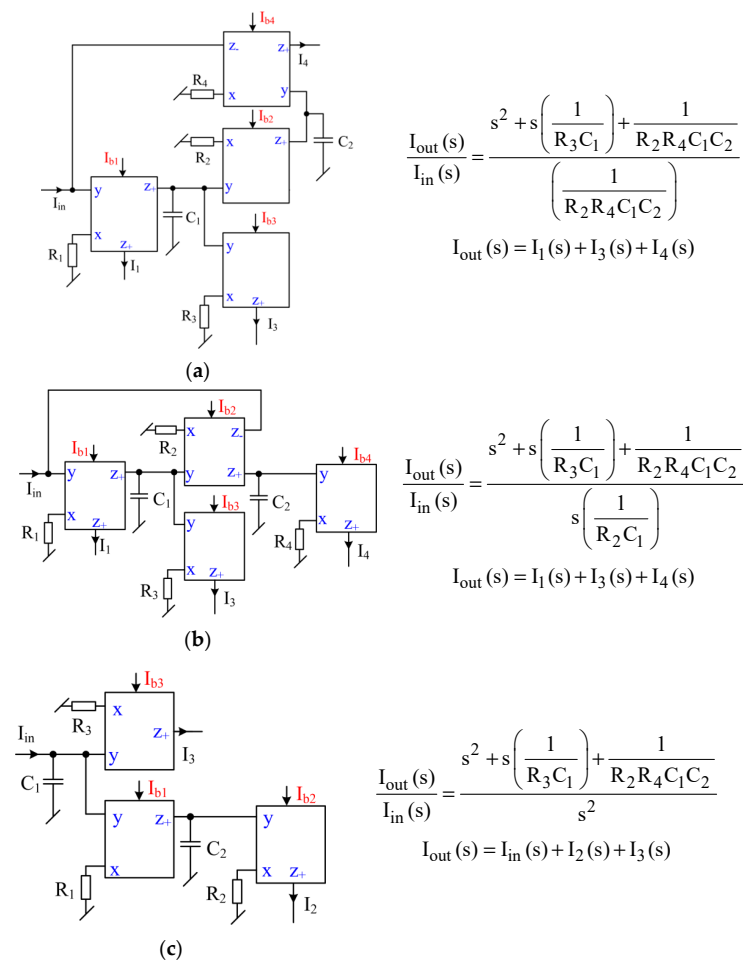 I_b4
z- z+
I_4
R_4
x y
I_b2
R_2
x z+
C_2
I_b1
I_in
y z+
y
C_1
I_b3
x z+
y
R_1
I_1
x z+
R_3
I_3
I_out(s)/I_in(s) = (s^2 + s(1/(R_3C_1)) + 1/(R_2R_4C_1C_2)) / (1/(R_2R_4C_1C_2))
I_out(s) = I_1(s) + I_3(s) + I_4(s)
(a)
I_b2
x z-
R_2
I_b1
I_b4
y z+
y z+
y
I_in
C_1
C_2
I_b3
x z+
y
x z+
R_1
I_1
R_4
I_4
x z+
R_3
I_3
I_out(s)/I_in(s) = (s^2 + s(1/(R_3C_1)) + 1/(R_2R_4C_1C_2)) / (s(1/(R_2C_1)))
I_out(s) = I_1(s) + I_3(s) + I_4(s)
(b)
I_b3
x
R_3
I_in
z+
y
I_3
C_1
I_b1
I_b2
y z+
y
C_2
x
x z+
R_1
R_2
I_2
I_out(s)/I_in(s) = (s^2 + s(1/(R_3C_1)) + 1/(R_2R_4C_1C_2)) / s^2
I_out(s) = I_in(s) + I_2(s) + I_3(s)
(c)